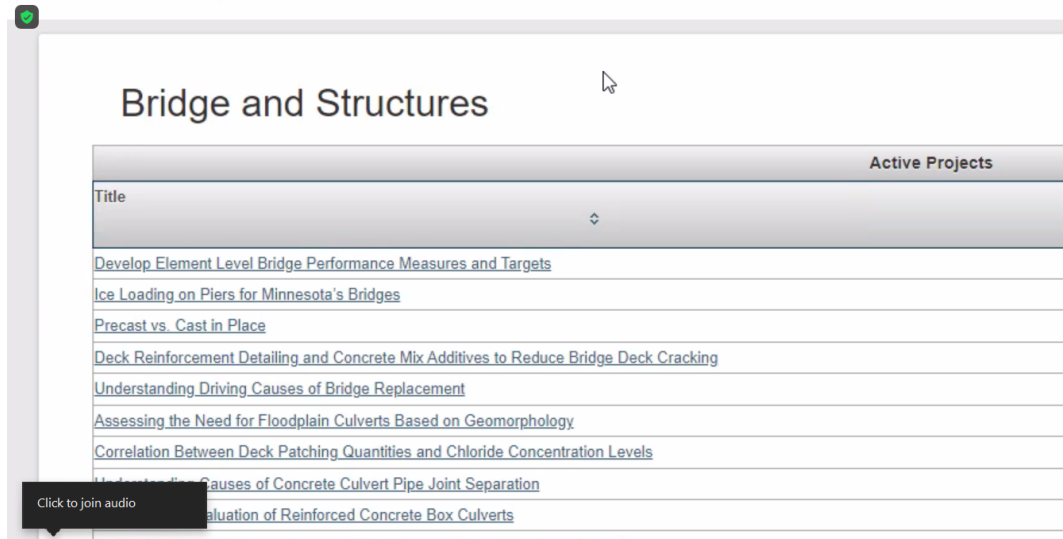 Bridge and Structures
Active Projects
Title
Develop Element Level Bridge Performance Measures and Targets
Ice Loading on Piers for Minnesota's Bridges
Precast vs. Cast in Place
Deck Reinforcement Detailing and Concrete Mix Additives to Reduce Bridge Deck Cracking
Understanding Driving Causes of Bridge Replacement
Assessing the Need for Floodplain Culverts Based on Geomorphology
Correlation Between Deck Patching Quantities and Chloride Concentration Levels
Understanding Causes of Concrete Culvert Pipe Joint Separation
Click to join audio
of Reinforced Concrete Box Culverts